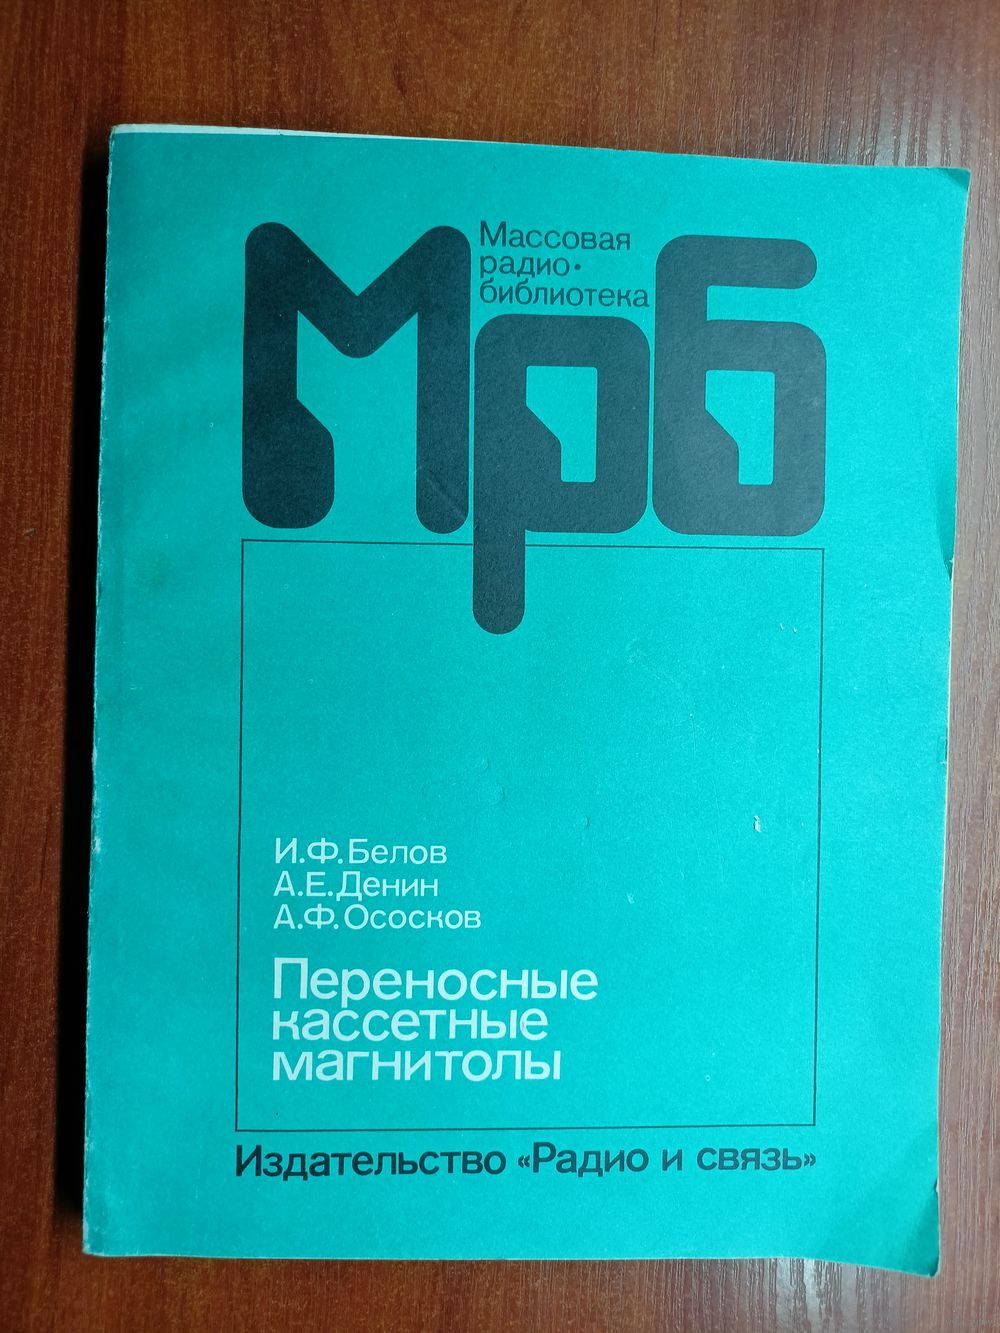 Массовая
радио-
библиотека
Мрб
И.Ф.Белов
А.Е.Денин
А.Ф.Ососков
Переносные
кассетные
магнитолы
Издательство «Радио и связь»